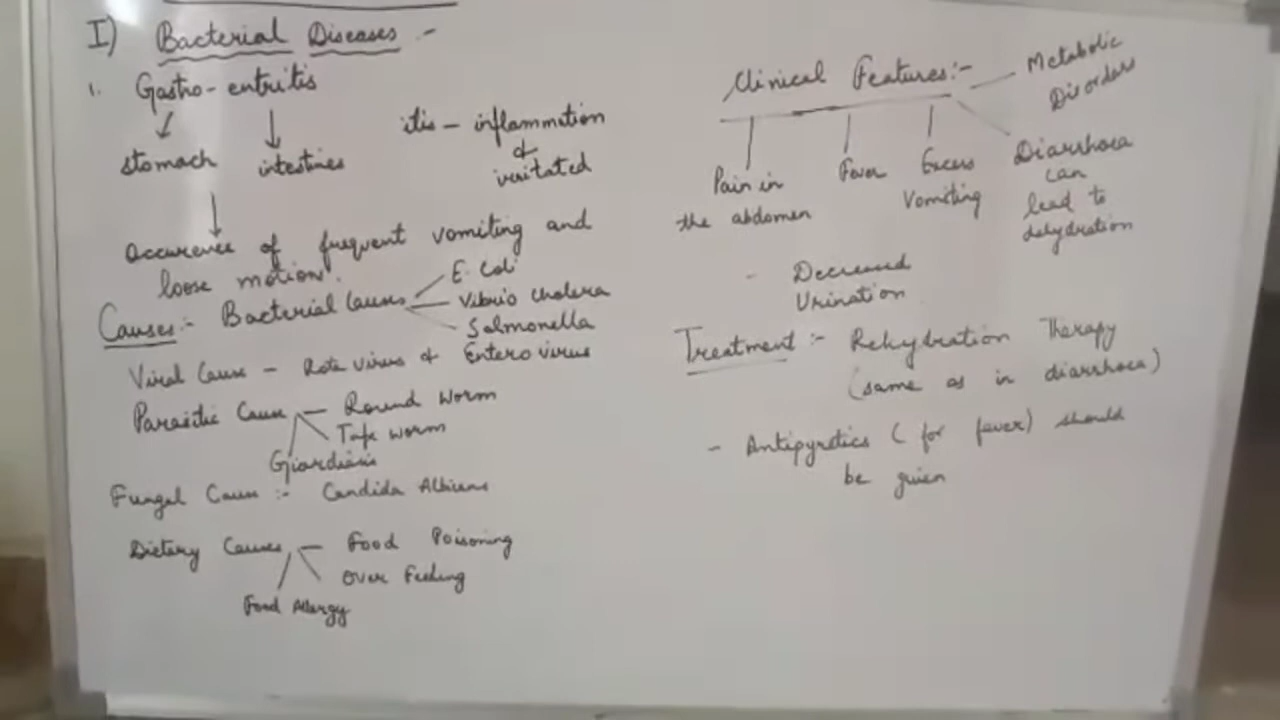 I) Bacterial Diseases :-
1. Gastro-entritis
stomach intestines
itis - inflammation
&
irritated
Occurence of frequent vomiting and
loose motion.
Causes:- Bacterial Causes
E. Coli
Vibrio Cholera
Salmonella
Viral Cause - Rota virus & Entero virus
Parasitic Cause - Round worm
Tape worm
Giardiasis
Fungal Cause :- Candida Albicans
Dietary Causes - Food Poisoning
Over Feeding
Food Allergy
Clinical Features:-
Metabolic
Disorders
Pain in
the abdomen
Fever
Excess
Vomiting
Diarrhoea
can
lead to
dehydration
- Decreased
Urination
Treatment :- Rehydration Therapy
(same as in diarrhoea)
- Antipyretics (for fever) should
be given